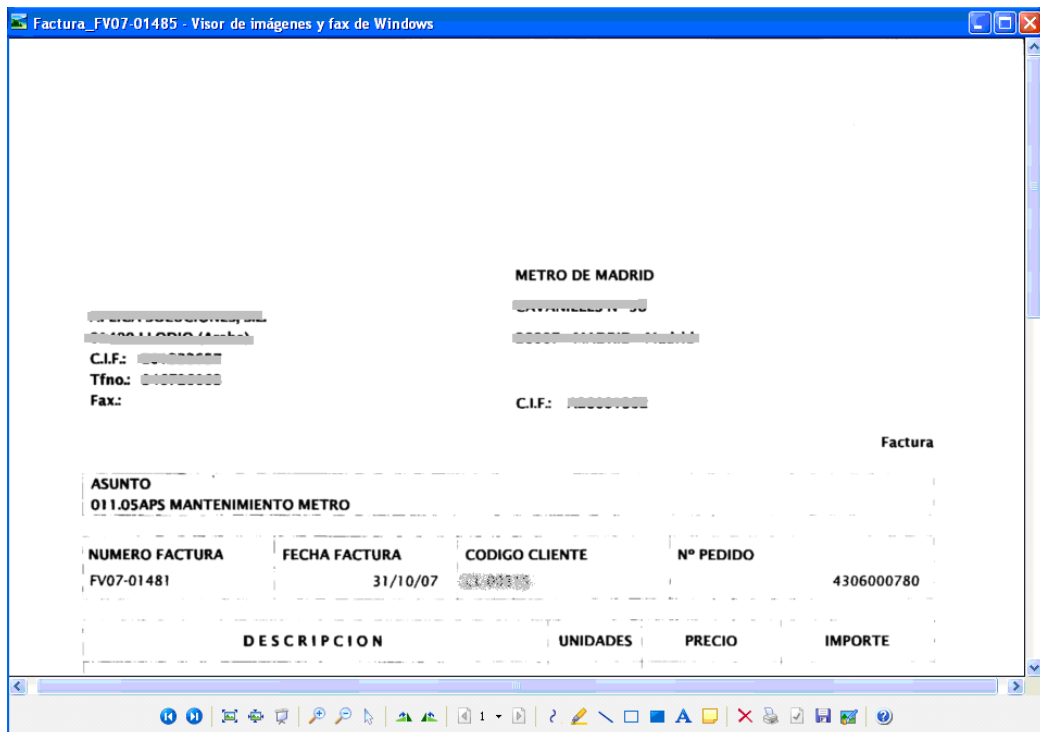 Factura_FV07-01485 - Visor de imágenes y fax de Windows
METRO DE MADRID
C.I.F.:
Tfno.:
Fax.:
C.I.F.:
Factura
ASUNTO
011.05APS MANTENIMIENTO METRO
NUMERO FACTURA FECHA FACTURA CODIGO CLIENTE Nº PEDIDO
FV07-01481 31/10/07 4306000780
DESCRIPCION UNIDADES PRECIO IMPORTE
1